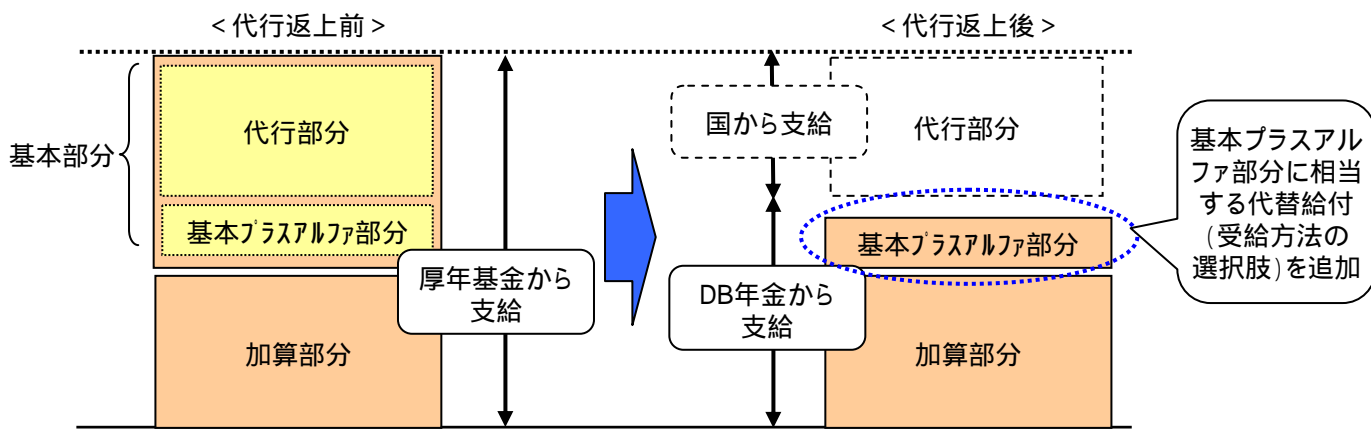 <代行返上前>
<代行返上後>
基本部分
代行部分
基本プラスアルファ部分
加算部分
厚年基金から
支給
国から支給
DB年金から
支給
代行部分
基本プラスアルファ部分
加算部分
基本プラスアル
ファ部分に相当
する代替給付
(受給方法の
選択肢)を追加